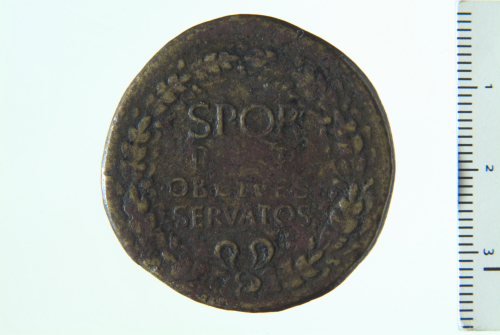 SPQR
OB CIVES
SERVATOS
1
2
3